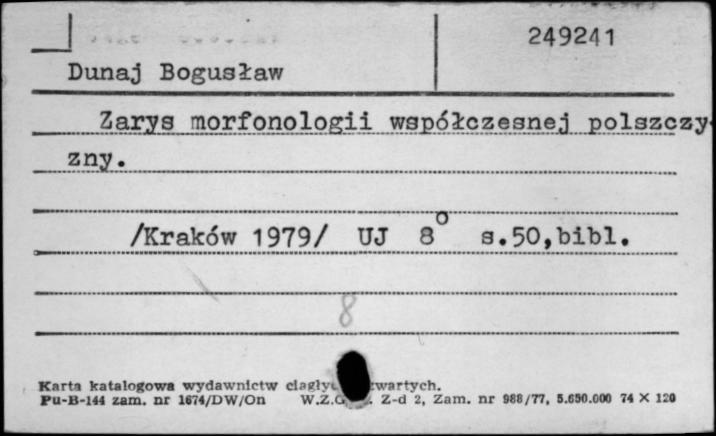 249241
Dunaj Bogusław
Zarys morfonologii współczesnej polszczy-
zny.
/Kraków 1979/ UJ 8° s.50,bibl.
8
Karta katalogowa wydawnictw
Pu-B-144 zam. nr 1674/DW/On Z-d 2, Zam. nr 988/77, 5.650.000 74 X 120